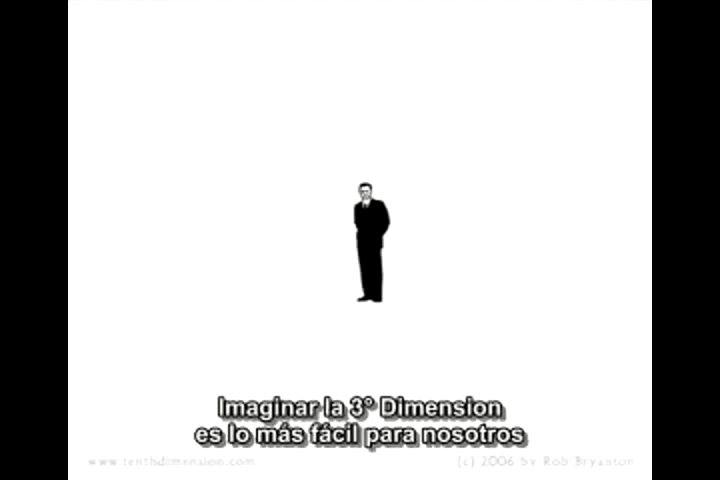 Imaginar la 3° Dimension
es lo más fácil para nosotros
www.tenthdimension.com
(c) 2006 by Rob Bryanton